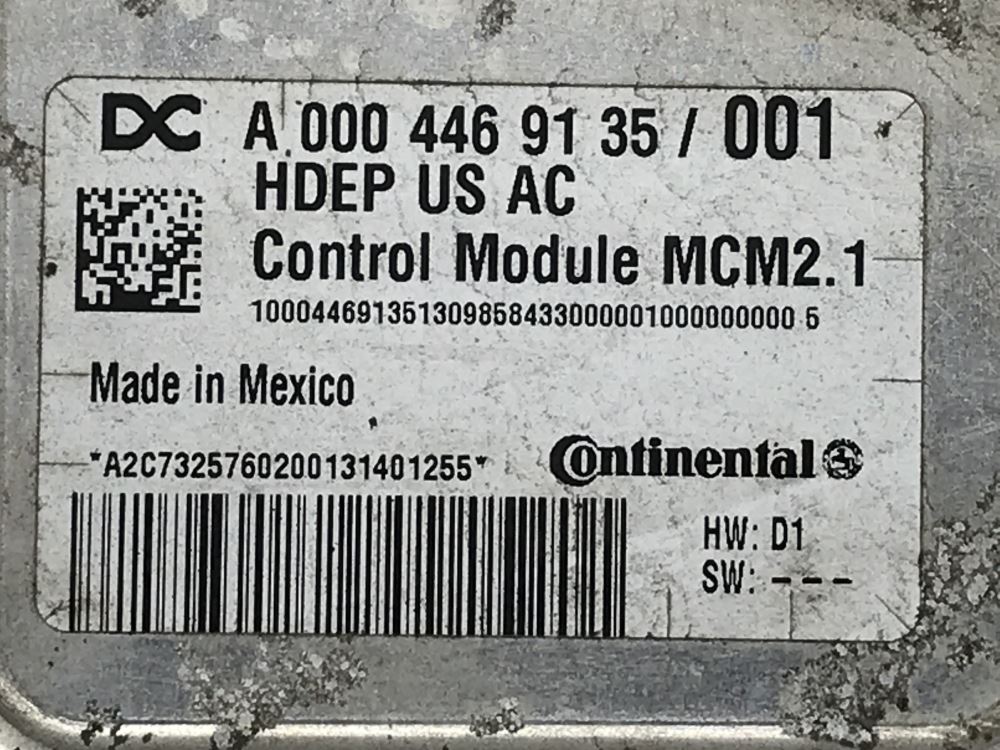 DC A 000 446 91 35 / 001
HDEP US AC
Control Module MCM2.1
10004469135130985843300000100000000 5
Made in Mexico
*A2C7325760200131401255*
Continental
HW: D1
SW: ---